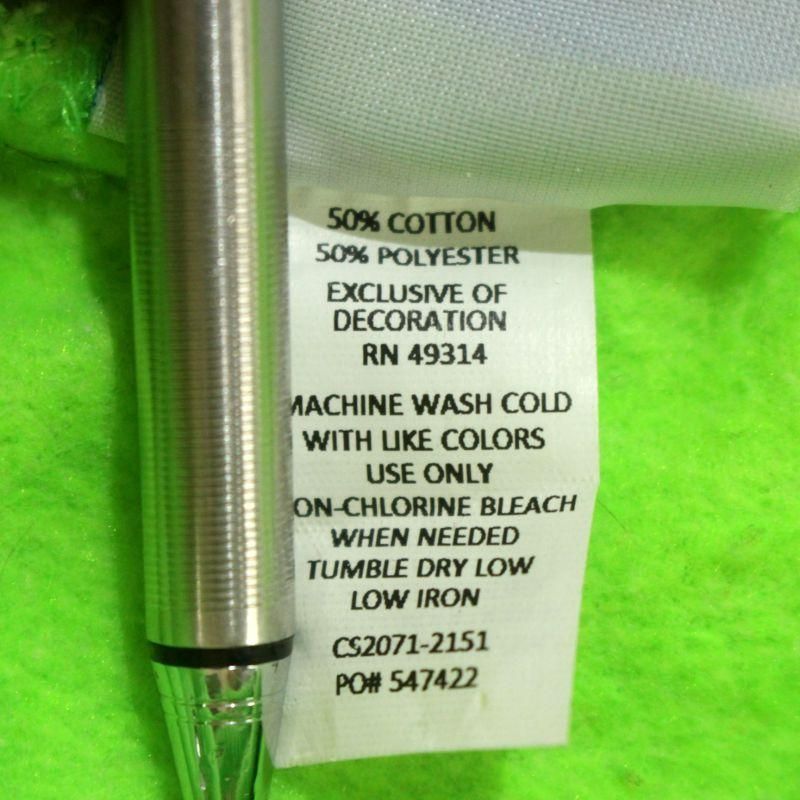 50% COTTON
50% POLYESTER
EXCLUSIVE OF
DECORATION
RN 49314
MACHINE WASH COLD
WITH LIKE COLORS
USE ONLY
ON-CHLORINE BLEACH
WHEN NEEDED
TUMBLE DRY LOW
LOW IRON
CS2071-2151
PO# 547422